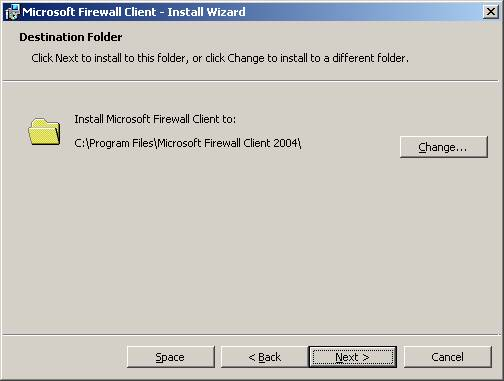 Microsoft Firewall Client - Install Wizard
Destination Folder
Click Next to install to this folder, or click Change to install to a different folder.
Install Microsoft Firewall Client to:
C:\Program Files\Microsoft Firewall Client 2004\
Change...
Space
< Back
Next >
Cancel